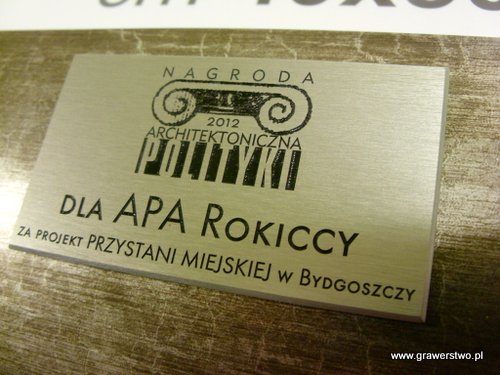 NAGRODA
2012
ARCHITEKTONICZNA
POLITYKI
DLA APA ROKICCY
ZA PROJEKT PRZYSTANI MIEJSKIEJ W BYDGOSZCZY
www.grawerstwo.pl